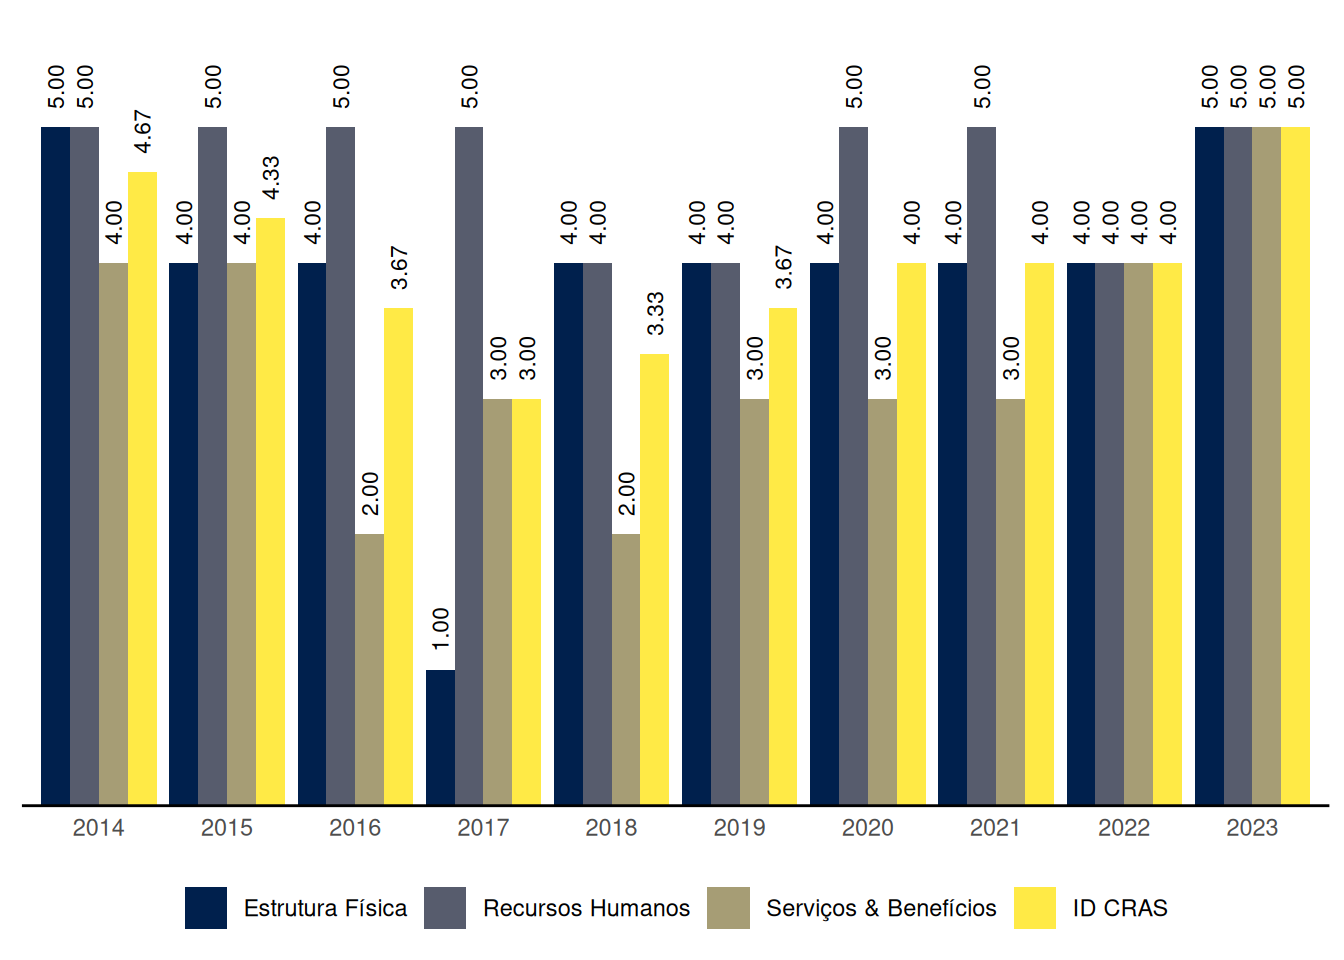 5.00 5.00 4.00 4.67
4.00 5.00 4.00 4.33
4.00 5.00 2.00 3.67
1.00 5.00 3.00 3.00
4.00 4.00 2.00 3.33
4.00 4.00 3.00 3.67
4.00 5.00 3.00 4.00
4.00 5.00 3.00 4.00
4.00 4.00 4.00 4.00
5.00 5.00 5.00 5.00
2014 2015 2016 2017 2018 2019 2020 2021 2022 2023
Estrutura Física Recursos Humanos Serviços & Benefícios ID CRAS